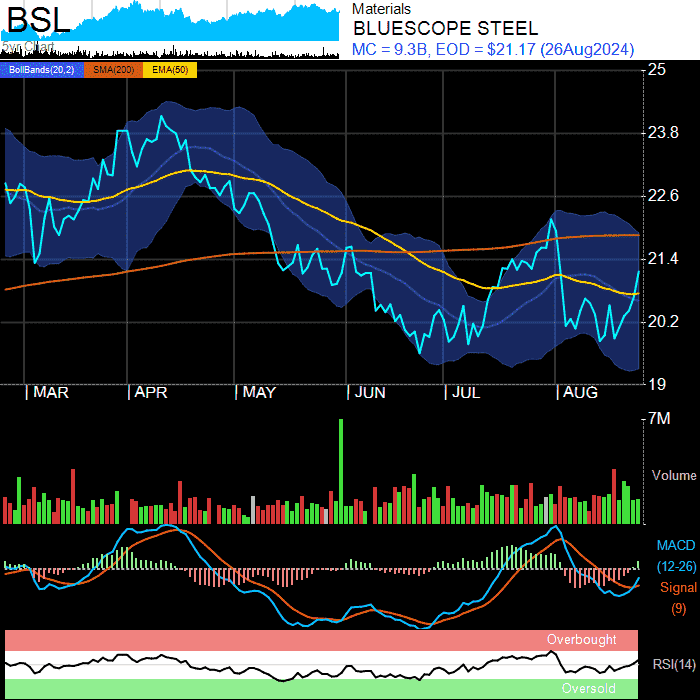 BSL
5yr Chart
Materials
BLUESCOPE STEEL
MC = 9.3B, EOD = $21.17 (26Aug2024)
BollBands(20,2) SMA(200) EMA(50)
25
23.8
22.6
21.4
20.2
19
MAR APR MAY JUN JUL AUG
7M
Volume
MACD
(12-26)
Signal
(9)
Overbought
RSI(14)
Oversold